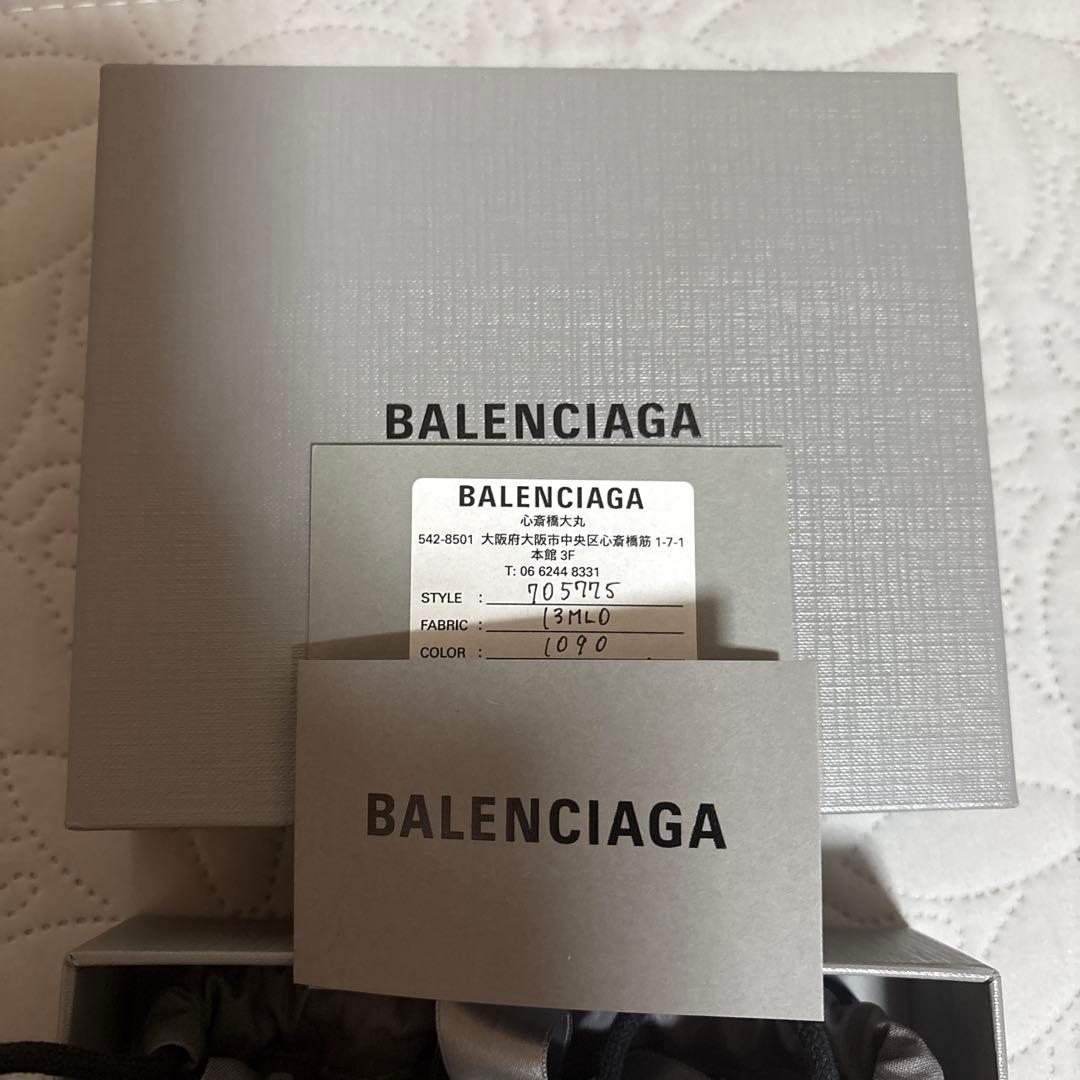 BALENCIAGA
BALENCIAGA
心斎橋大丸
542-8501 大阪府大阪市中央区心斎橋筋 1-7-1
本館 3F
T: 06 6244 8331
STYLE : 705775
FABRIC : 13ML0
COLOR : 1090
BALENCIAGA